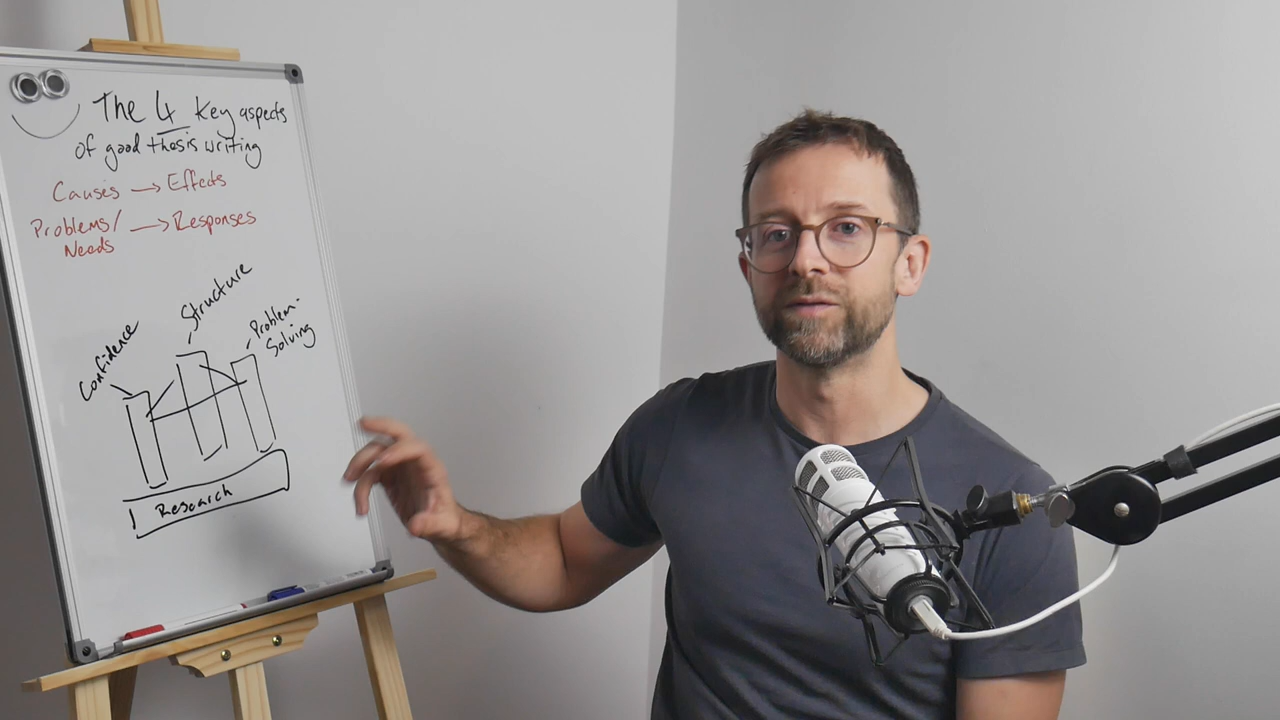 The 4 key aspects
of good thesis writing
Causes → Effects
Problems/ → Responses
Needs
Structure
Problem-
Solving
Confidence
Research